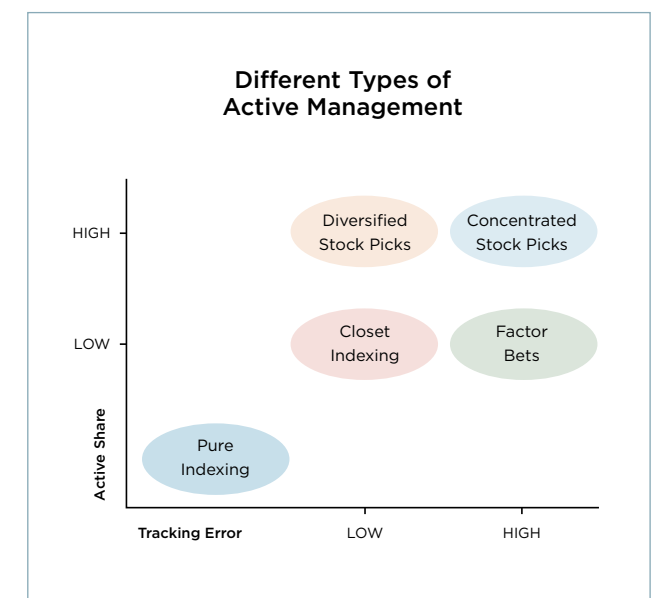 Different Types of
Active Management
HIGH
Diversified
Stock Picks
Concentrated
Stock Picks
LOW
Closet
Indexing
Factor
Bets
Active Share
Pure
Indexing
Tracking Error
LOW
HIGH